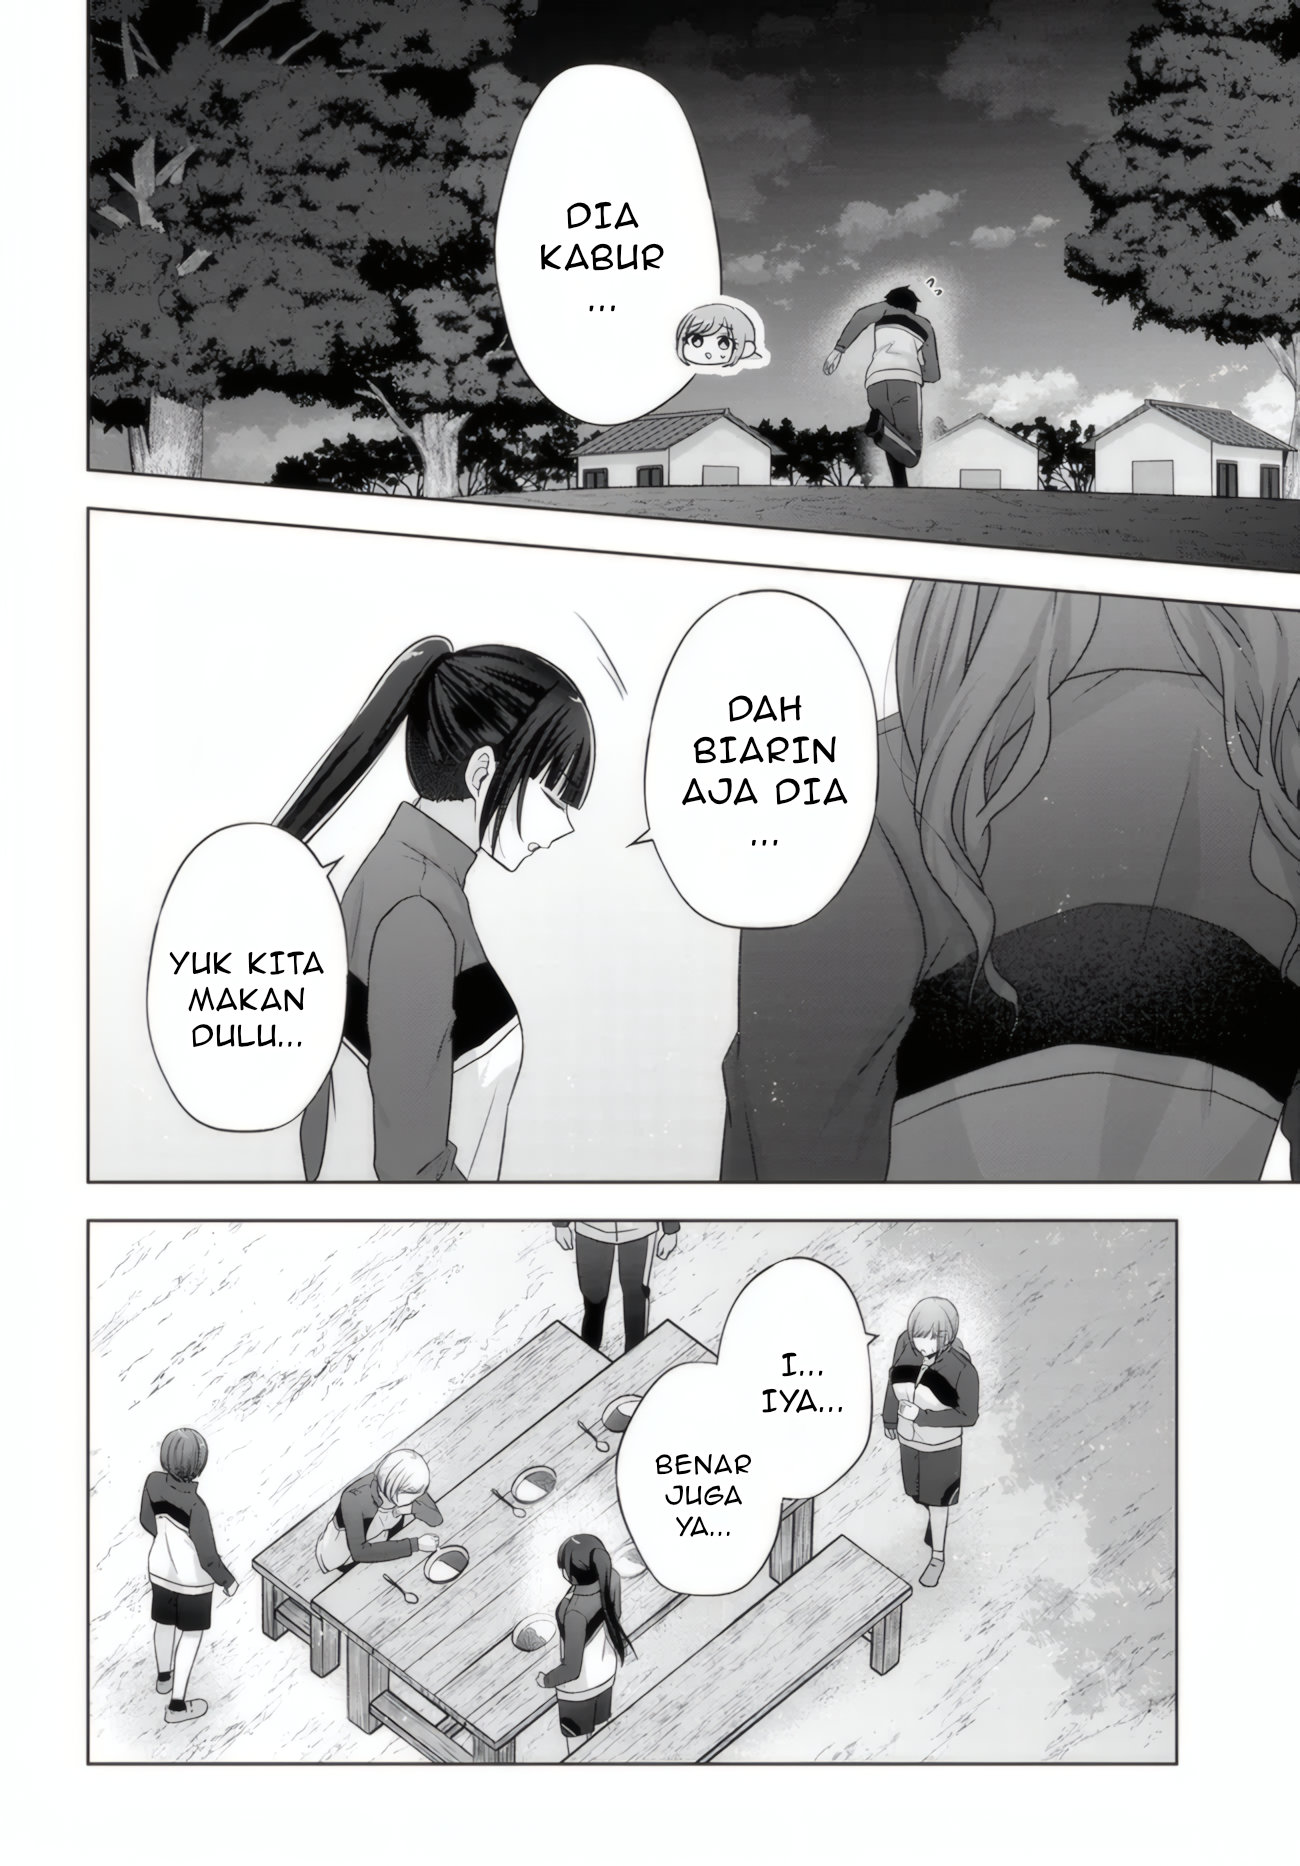 DIA
KABUR
...
DAH
BIARIN
AJA DIA
...
YUK KITA
MAKAN
DULU...
I...
IYA...
BENAR
JUGA
YA...